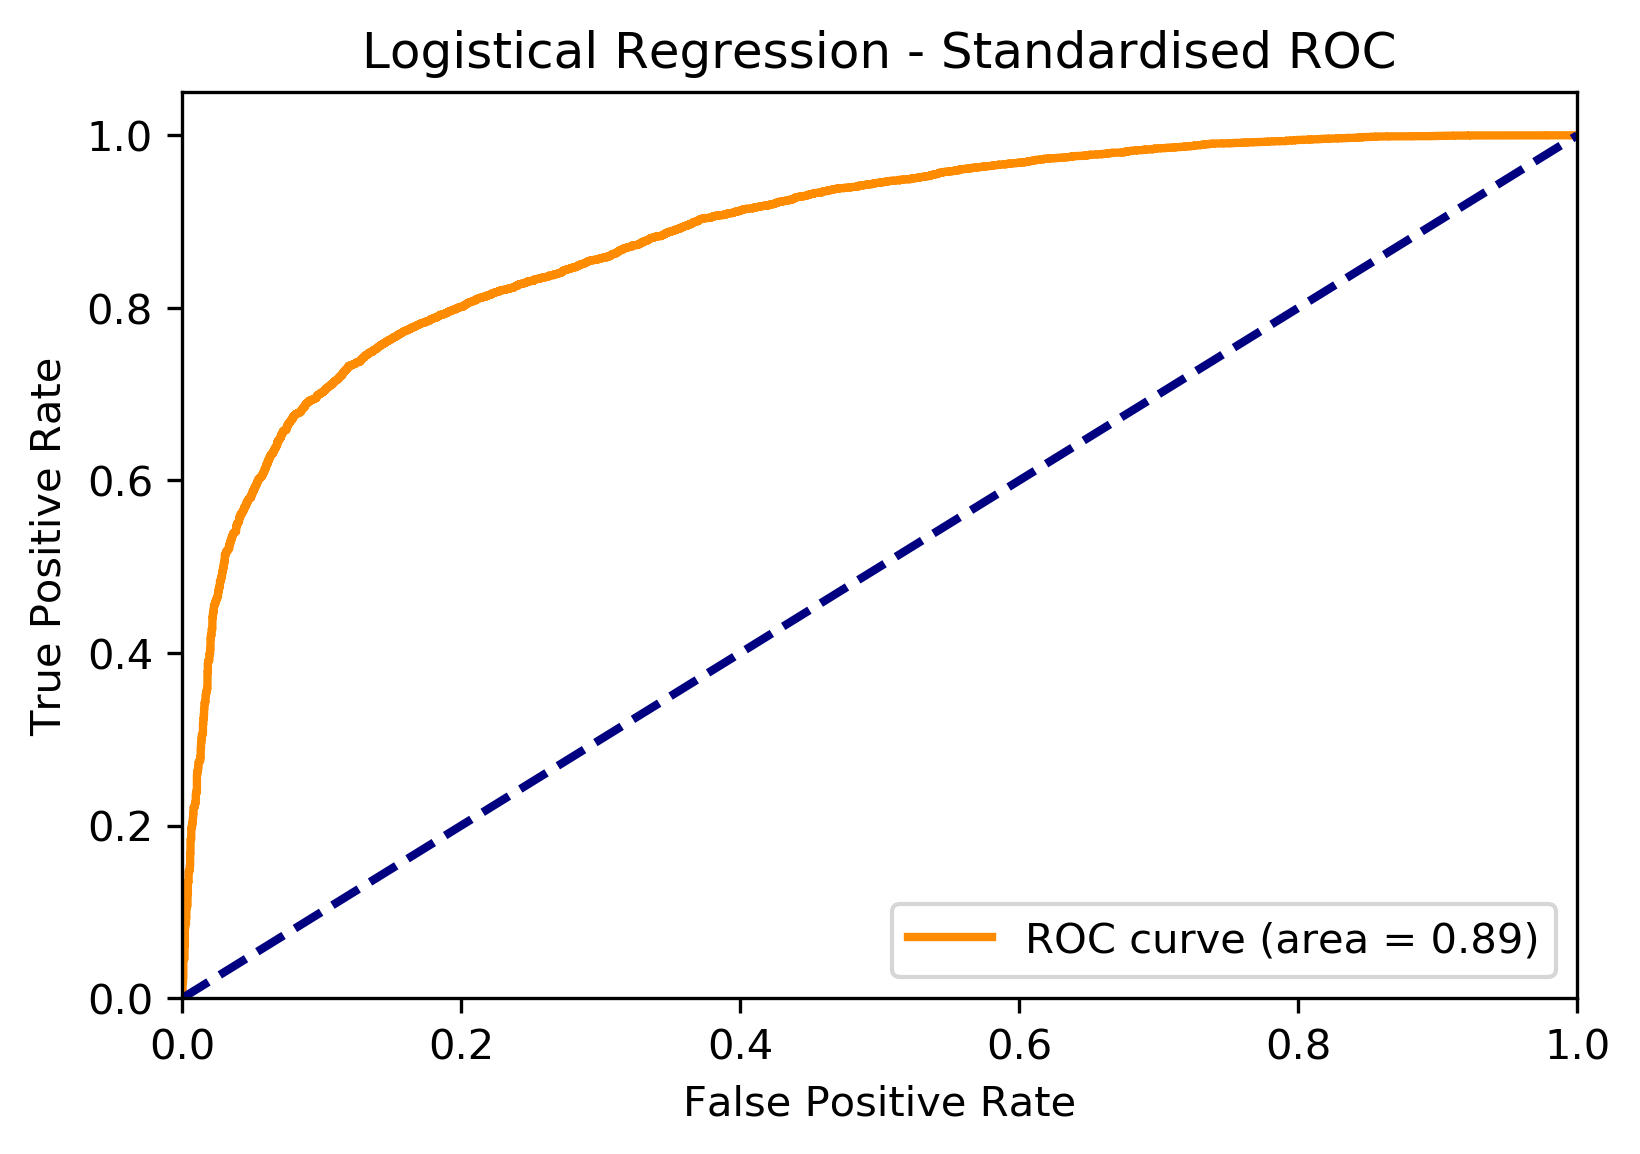 Logistical Regression - Standardised ROC
1.0
0.8
0.6
0.4
0.2
0.0
True Positive Rate
ROC curve (area = 0.89)
0.0 0.2 0.4 0.6 0.8 1.0
False Positive Rate